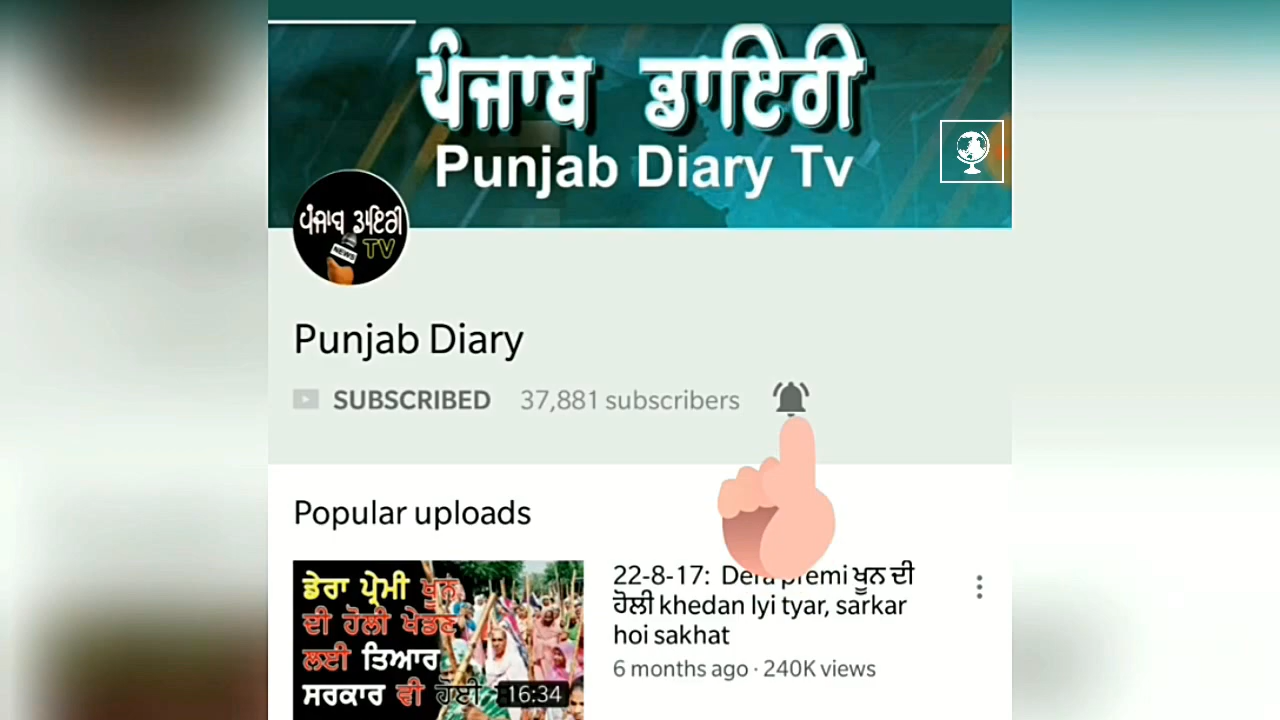 ਪੰਜਾਬ ਡਾਇਰੀ
Punjab Diary Tv
ਪੰਜਾਬ ਡਾਇਰੀ
NEWS TV
Punjab Diary
SUBSCRIBED 37,881 subscribers
Popular uploads
ਡੇਰਾ ਪ੍ਰੇਮੀ ਖੂਨ
ਦੀ ਹੋਲੀ ਖੇਡਣ
ਲਈ ਤਿਆਰ
ਸਰਕਾਰ ਵੀ ਹੋਈ
16:34
22-8-17: Dera premi ਖੂਨ ਦੀ
ਹੋਲੀ khedan lyi tyar, sarkar
hoi sakhat
6 months ago · 240K views